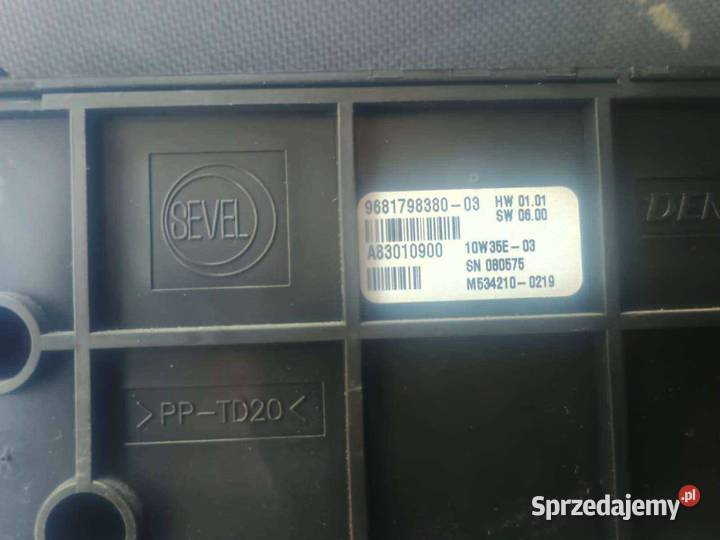 SEVEL
9681798380-03 HW 01.01
SW 06.00
A83010900 10W35E-03
SN 080575
M534210-0219
DEN
>PP-TD20<
Sprzedajemy.pl